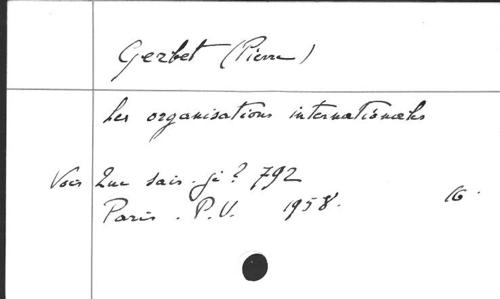 Gerbet (Pierre)
Les organisations internationales
Voir Que sais-je? 792
Paris. P.U. 1958. 16